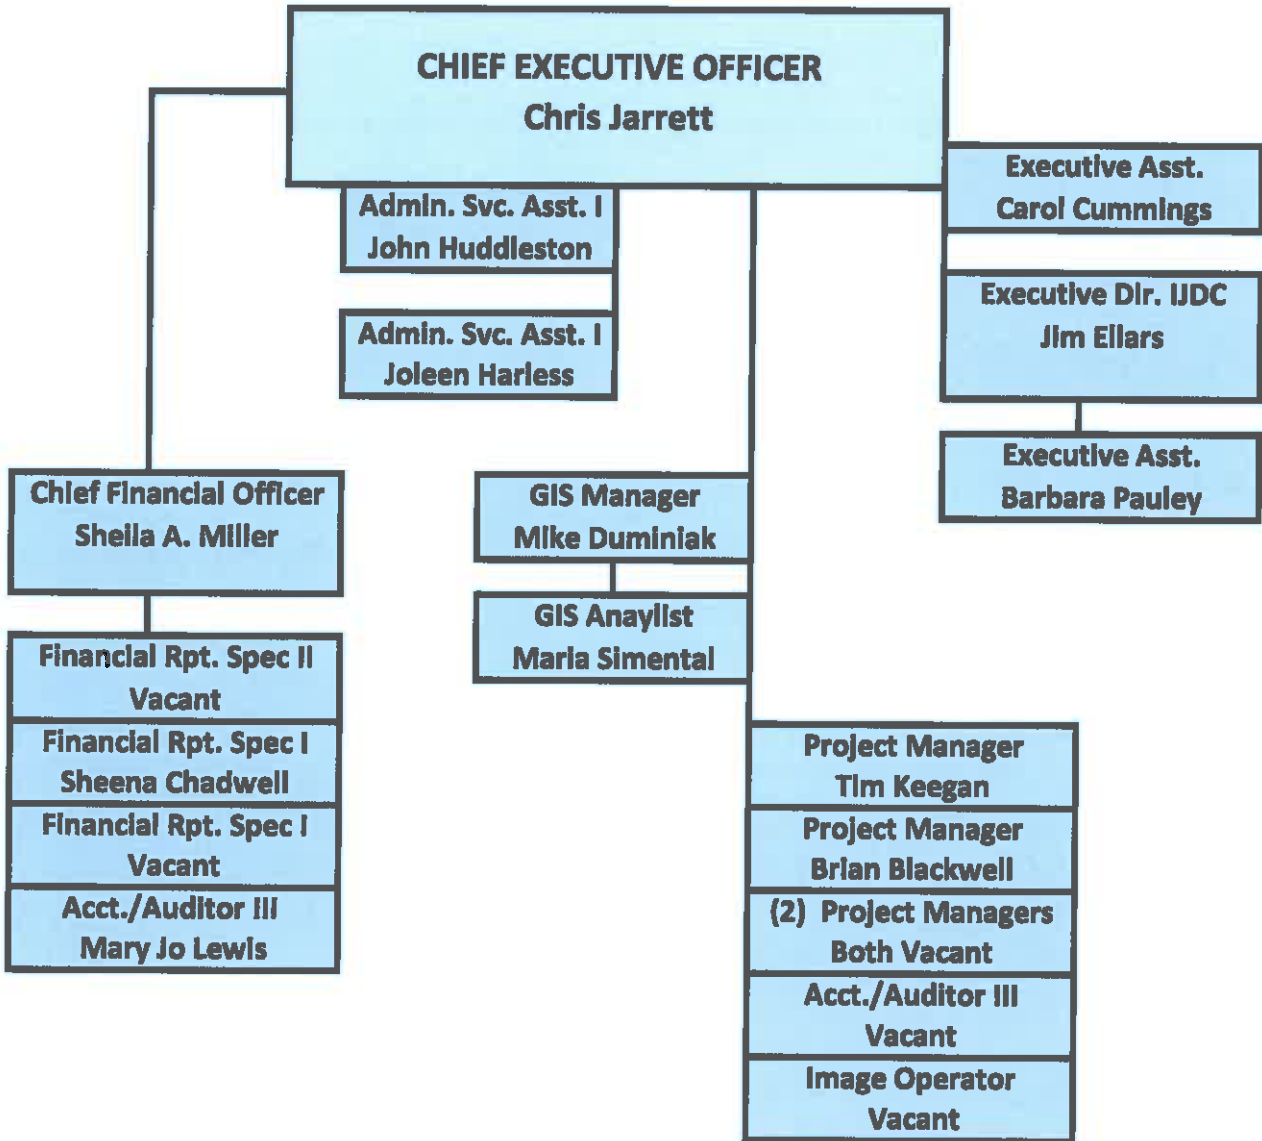 CHIEF EXECUTIVE OFFICER
Chris Jarrett
Executive Asst.
Carol Cummings
Admin. Svc. Asst. I
John Huddleston
Executive Dir. IJDC
Jim Ellars
Admin. Svc. Asst. I
Joleen Harless
Executive Asst.
Barbara Pauley
Chief Financial Officer
Sheila A. Miller
GIS Manager
Mike Duminiak
GIS Anaylist
Maria Simental
Financial Rpt. Spec II
Vacant
Financial Rpt. Spec I
Sheena Chadwell
Financial Rpt. Spec I
Vacant
Acct./Auditor III
Mary Jo Lewis
Project Manager
Tim Keegan
Project Manager
Brian Blackwell
(2) Project Managers
Both Vacant
Acct./Auditor III
Vacant
Image Operator
Vacant